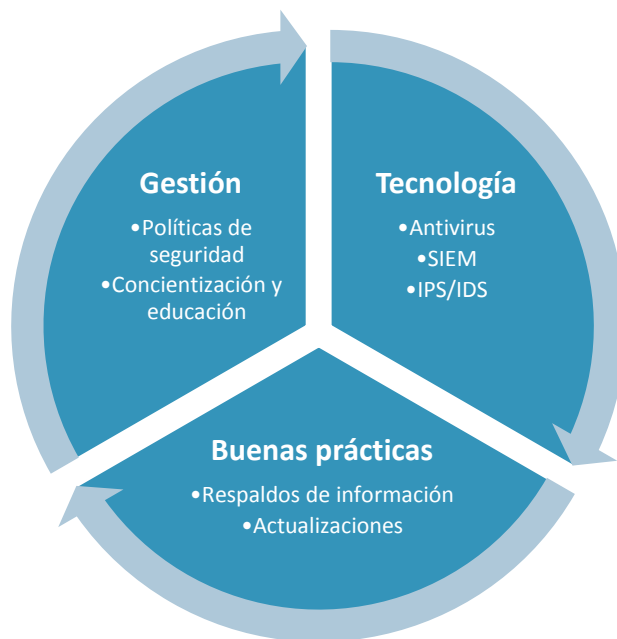 Gestión
•Políticas de
seguridad
•Concientización y
educación
Tecnología
•Antivirus
•SIEM
•IPS/IDS
Buenas prácticas
•Respaldos de información
•Actualizaciones